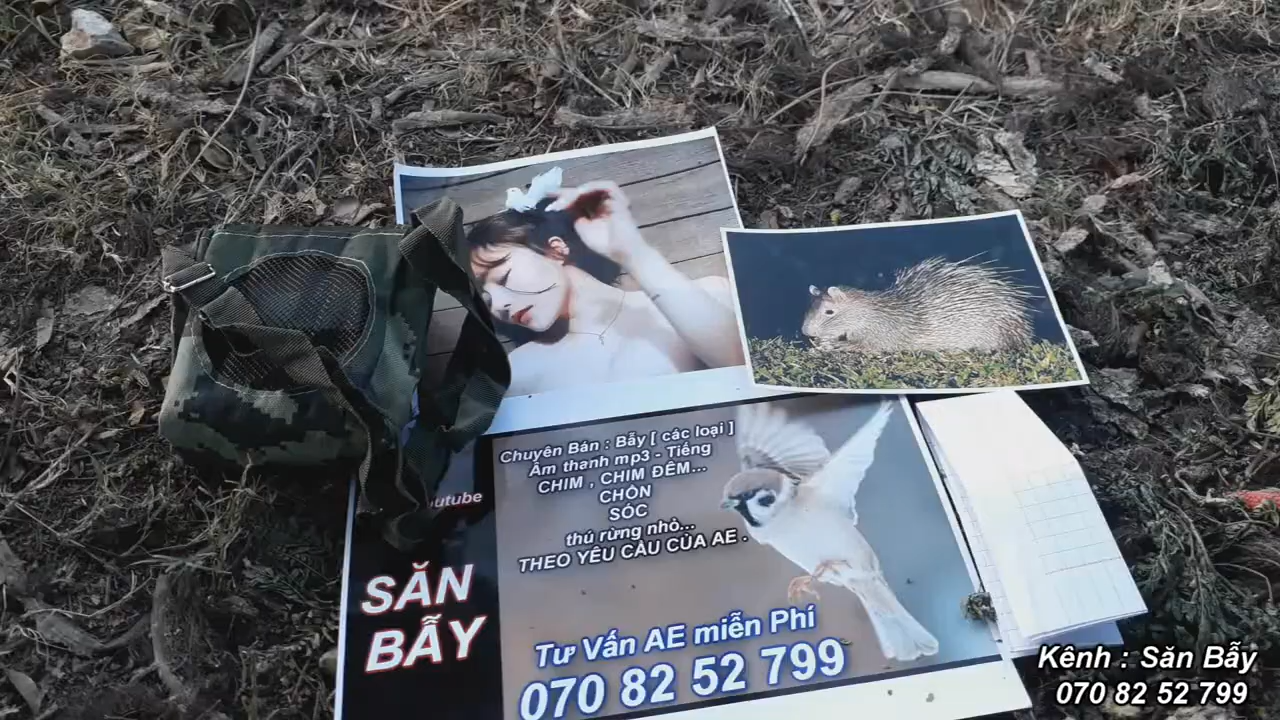 Chuyên Bán : Bẫy [ các loại ]
Âm thanh mp3 - Tiếng
CHIM , CHIM ĐÊM...
CHỒN
SÓC
thú rừng nhỏ...
THEO YÊU CẦU CỦA AE .
utube
SĂN
BẪY
Tư Vấn AE miễn Phí
070 82 52 799
Kênh : Săn Bẫy
070 82 52 799